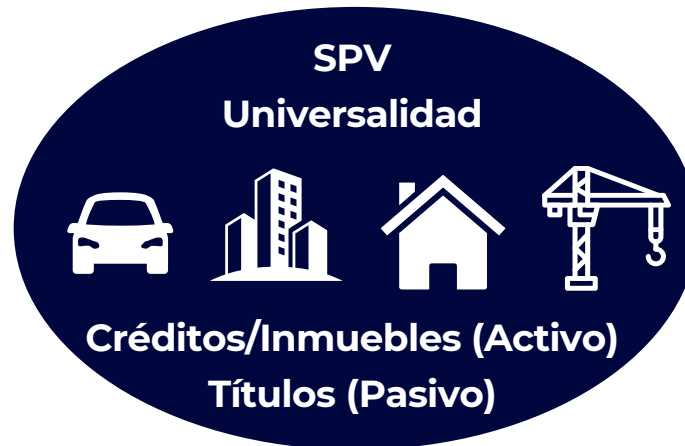 SPV
Universalidad
Créditos/Inmuebles (Activo)
Títulos (Pasivo)